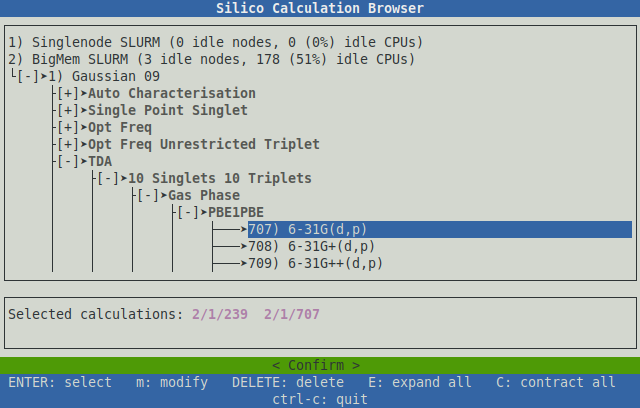 Silico Calculation Browser
1) Singlenode SLURM (0 idle nodes, 0 (0%) idle CPUs)
2) BigMem SLURM (3 idle nodes, 178 (51%) idle CPUs)
[-]➤1) Gaussian 09
[+]➤Auto Characterisation
[+]➤Single Point Singlet
[+]➤Opt Freq
[+]➤Opt Freq Unrestricted Triplet
[-]➤TDA
[-]➤10 Singlets 10 Triplets
[-]➤Gas Phase
[-]➤PBE1PBE
➤707) 6-31G(d,p)
➤708) 6-31G+(d,p)
➤709) 6-31G++(d,p)
Selected calculations: 2/1/239  2/1/707
< Confirm >
ENTER: select   m: modify   DELETE: delete   E: expand all   C: contract all
ctrl-c: quit